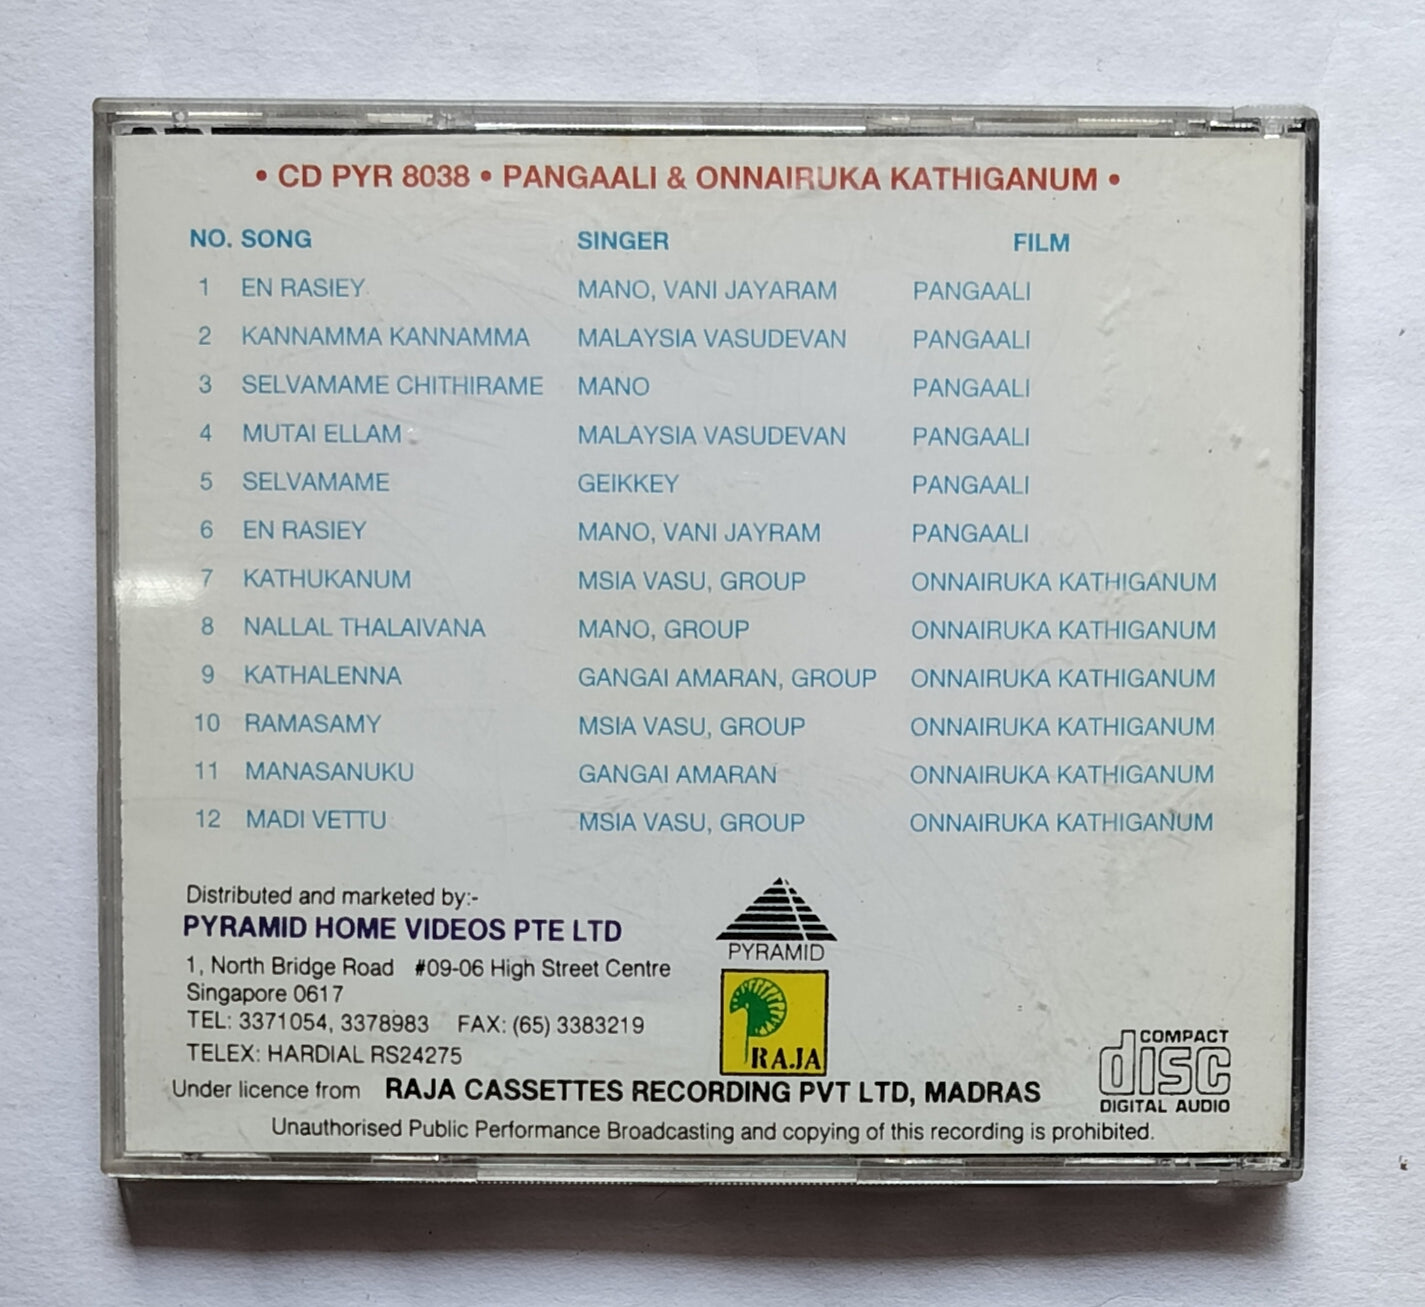 • CD PYR 8038 • PANGAALI & ONNAIRUKA KATHIGANUM •
NO. SONG SINGER FILM
1 EN RASIEY MANO, VANI JAYARAM PANGAALI
2 KANNAMMA KANNAMMA MALAYSIA VASUDEVAN PANGAALI
3 SELVAMAME CHITHIRAME MANO PANGAALI
4 MUTAI ELLAM MALAYSIA VASUDEVAN PANGAALI
5 SELVAMAME GEIKKEY PANGAALI
6 EN RASIEY MANO, VANI JAYRAM PANGAALI
7 KATHUKANUM MSIA VASU, GROUP ONNAIRUKA KATHIGANUM
8 NALLAL THALAIVANA MANO, GROUP ONNAIRUKA KATHIGANUM
9 KATHALENNA GANGAI AMARAN, GROUP ONNAIRUKA KATHIGANUM
10 RAMASAMY MSIA VASU, GROUP ONNAIRUKA KATHIGANUM
11 MANASANUKU GANGAI AMARAN ONNAIRUKA KATHIGANUM
12 MADI VETTU MSIA VASU, GROUP ONNAIRUKA KATHIGANUM
Distributed and marketed by:-
PYRAMID HOME VIDEOS PTE LTD
1, North Bridge Road #09-06 High Street Centre
Singapore 0617
TEL: 3371054, 3378983 FAX: (65) 3383219
TELEX: HARDIAL RS24275
PYRAMID
RAJA
COMPACT
disc
DIGITAL AUDIO
Under licence from RAJA CASSETTES RECORDING PVT LTD, MADRAS
Unauthorised Public Performance Broadcasting and copying of this recording is prohibited.